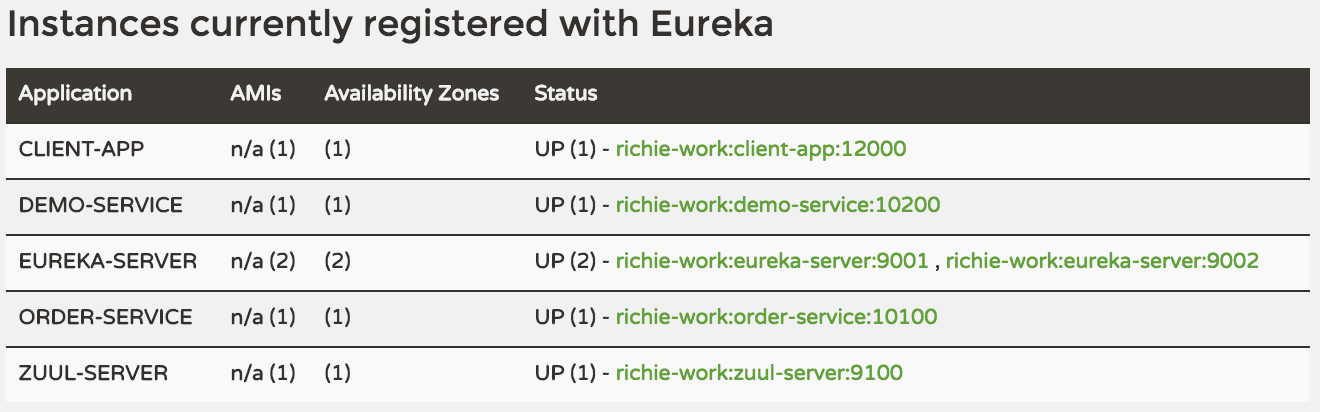 Instances currently registered with Eureka
Application AMIs Availability Zones Status
CLIENT-APP n/a (1) (1) UP (1) - richie-work:client-app:12000
DEMO-SERVICE n/a (1) (1) UP (1) - richie-work:demo-service:10200
EUREKA-SERVER n/a (2) (2) UP (2) - richie-work:eureka-server:9001 , richie-work:eureka-server:9002
ORDER-SERVICE n/a (1) (1) UP (1) - richie-work:order-service:10100
ZUUL-SERVER n/a (1) (1) UP (1) - richie-work:zuul-server:9100